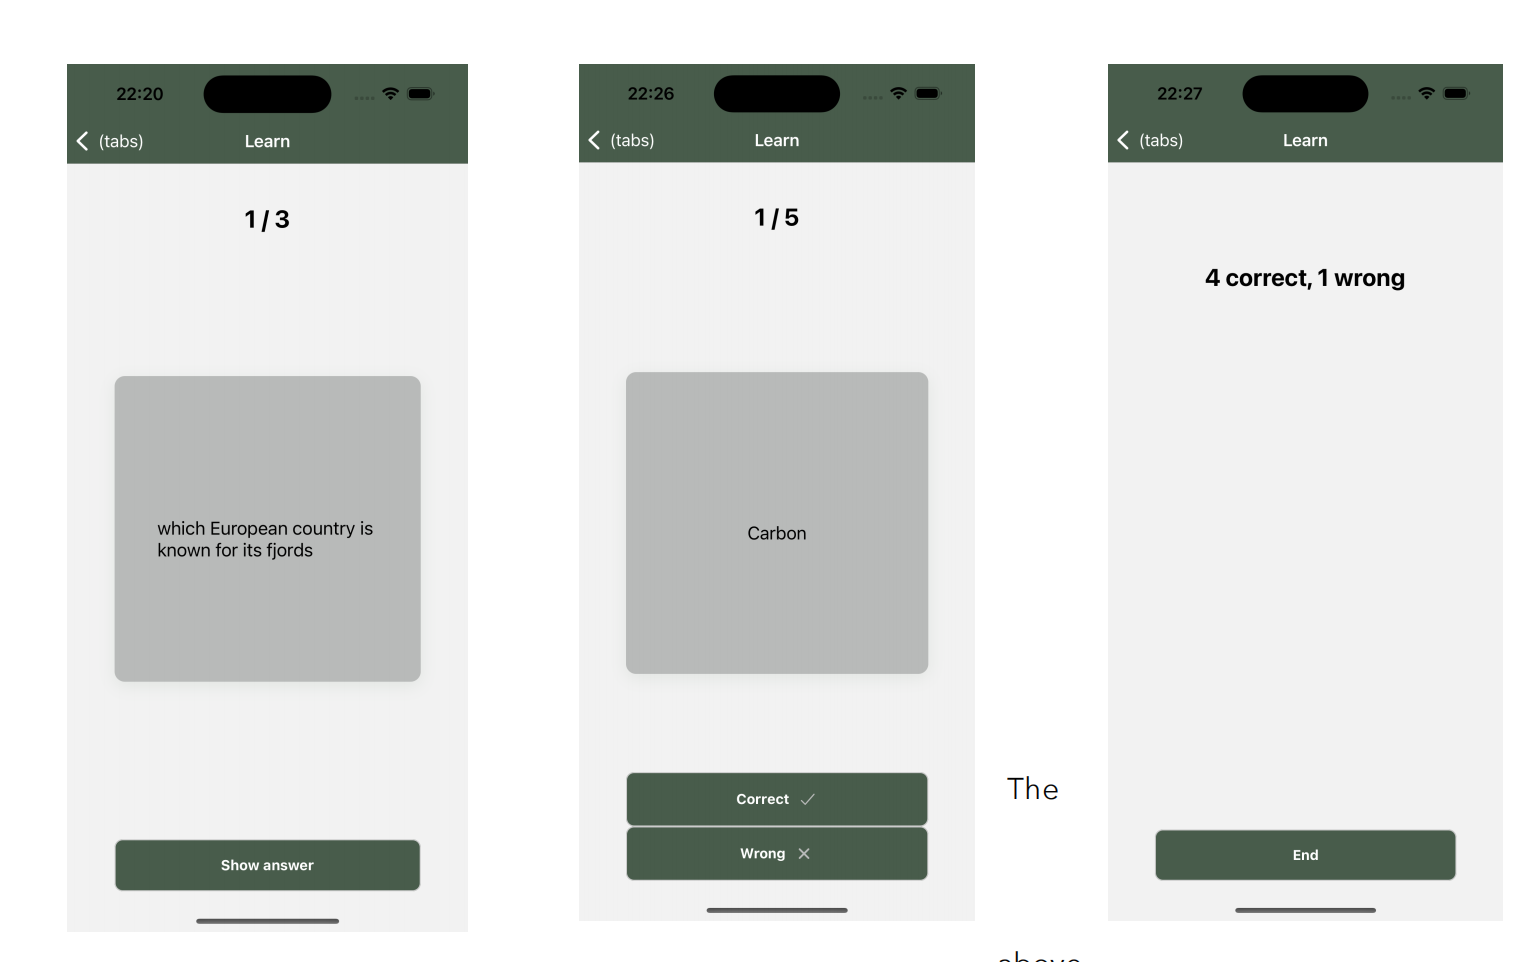 22:20
(tabs)
Learn
1 / 3
which European country is
known for its fjords
Show answer
22:26
(tabs)
Learn
1 / 5
Carbon
Correct
Wrong
The
above
22:27
(tabs)
Learn
4 correct, 1 wrong
End